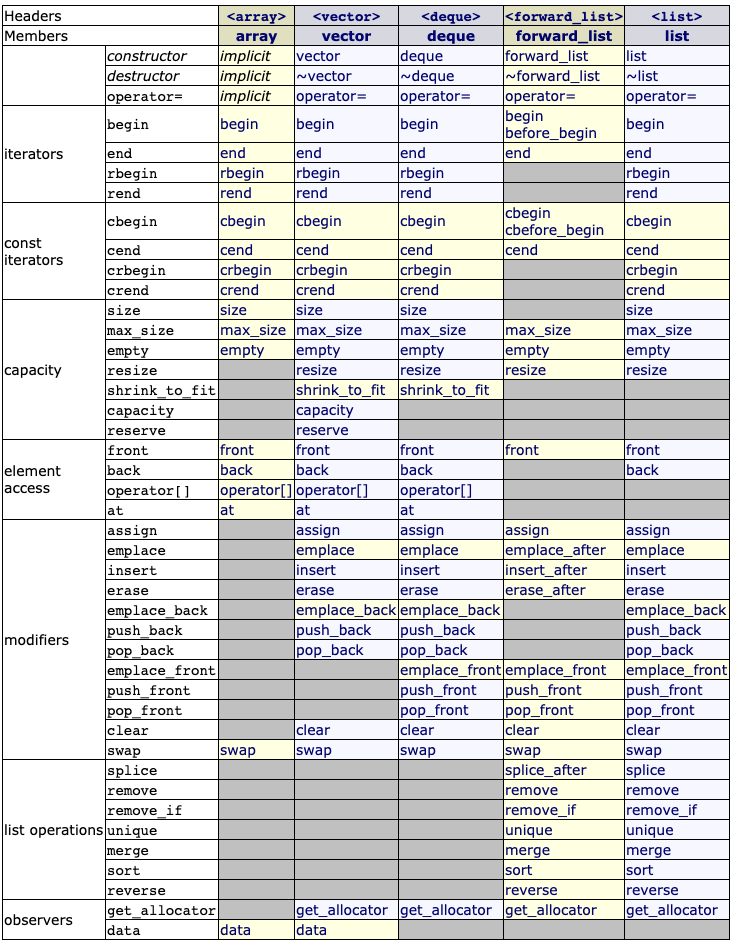 Headers <array> <vector> <deque> <forward_list> <list>
Members array vector deque forward_list list
constructor implicit vector deque forward_list list
destructor implicit ~vector ~deque ~forward_list ~list
operator= implicit operator= operator= operator= operator=
iterators
begin begin begin begin begin
before_begin begin
end end end end end end
rbegin rbegin rbegin rbegin rbegin
rend rend rend rend rend
const
iterators
cbegin cbegin cbegin cbegin cbegin
cbefore_begin cbegin
cend cend cend cend cend cend
crbegin crbegin crbegin crbegin crbegin
crend crend crend crend crend
capacity
size size size size size
max_size max_size max_size max_size max_size max_size
empty empty empty empty empty empty
resize resize resize resize resize
shrink_to_fit shrink_to_fit shrink_to_fit
capacity capacity
reserve reserve
element
access
front front front front front front
back back back back back
operator[] operator[] operator[] operator[]
at at at at
modifiers
assign assign assign assign assign
emplace emplace emplace emplace_after emplace
insert insert insert insert_after insert
erase erase erase erase_after erase
emplace_back emplace_back emplace_back emplace_back
push_back push_back push_back push_back
pop_back pop_back pop_back pop_back
emplace_front emplace_front emplace_front emplace_front
push_front push_front push_front push_front
pop_front pop_front pop_front pop_front
clear clear clear clear clear
swap swap swap swap swap swap
list operations
splice splice_after splice
remove remove remove
remove_if remove_if remove_if
unique unique unique
merge merge merge
sort sort sort
reverse reverse reverse
observers
get_allocator get_allocator get_allocator get_allocator get_allocator
data data data